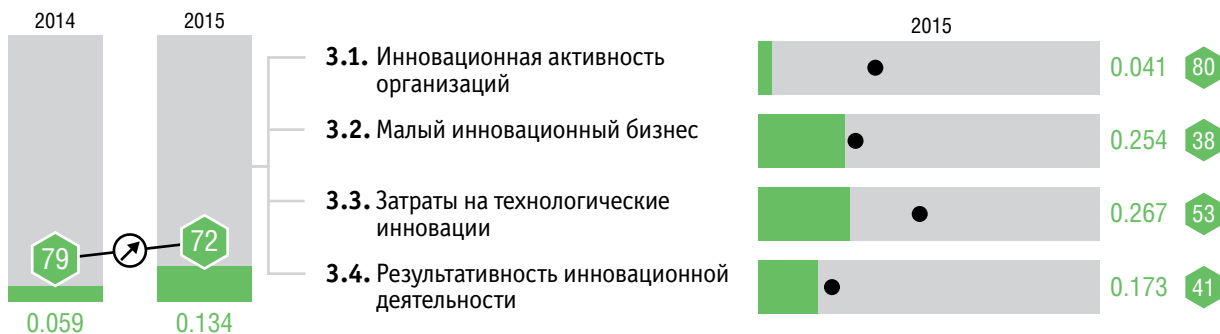 2014
2015
79
72
0.059
0.134
2015
3.1. Инновационная активность
организаций
0.041
80
3.2. Малый инновационный бизнес
0.254
38
3.3. Затраты на технологические
инновации
0.267
53
3.4. Результативность инновационной
деятельности
0.173
41